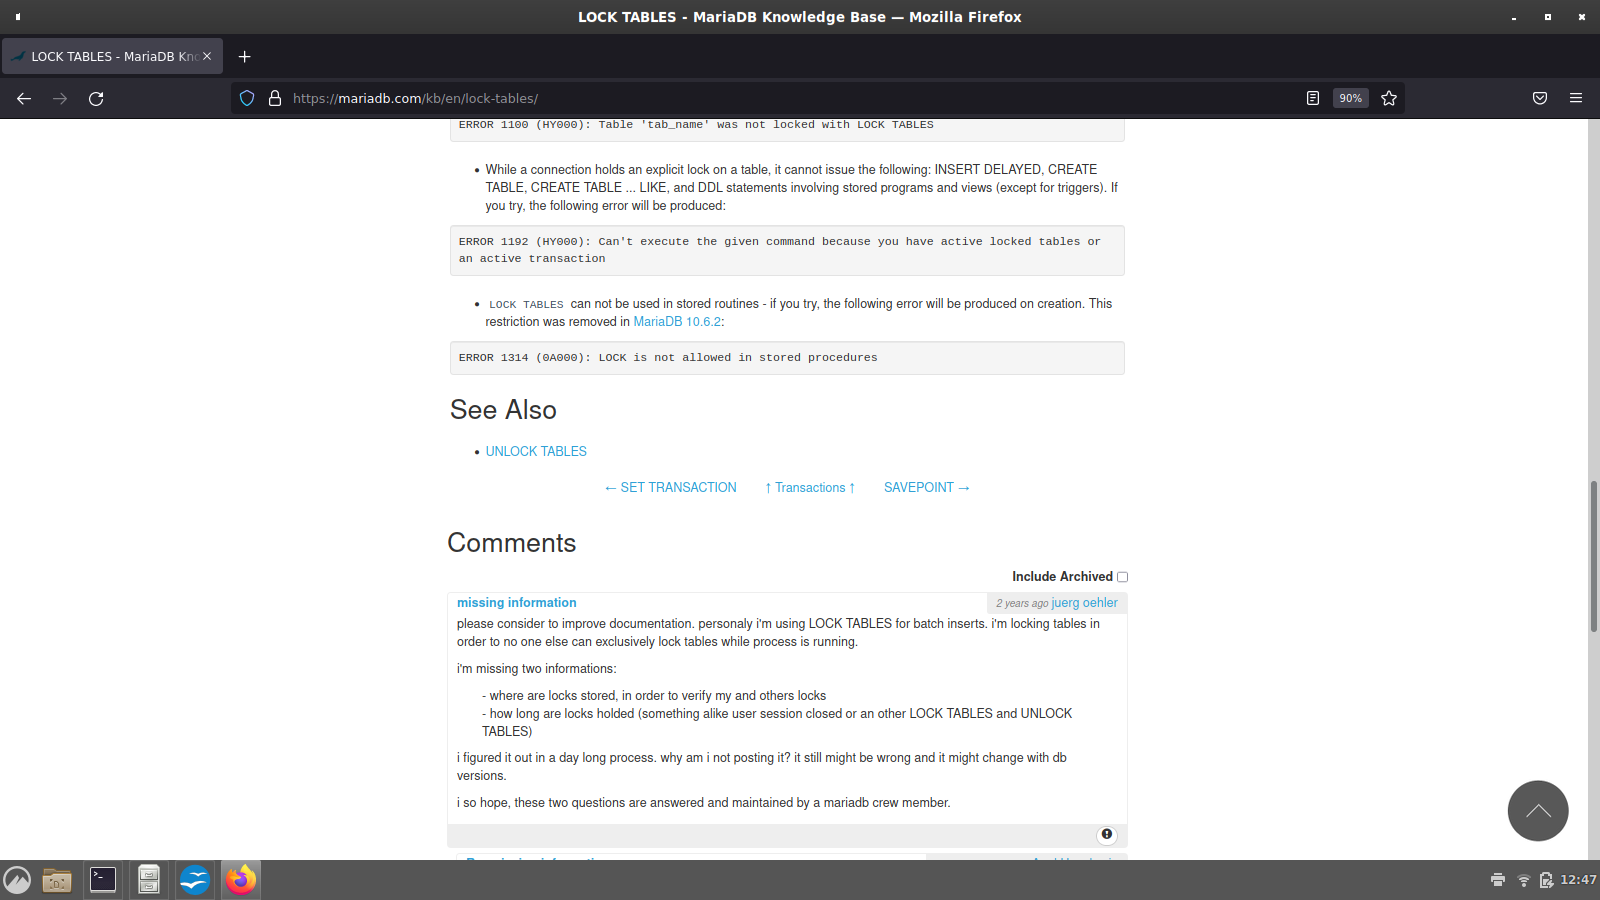 LOCK TABLES - MariaDB Knowledge Base — Mozilla Firefox
LOCK TABLES - MariaDB Kno
https://mariadb.com/kb/en/lock-tables/
90%
ERROR 1100 (HY000): Table 'tab_name' was not locked with LOCK TABLES
• While a connection holds an explicit lock on a table, it cannot issue the following: INSERT DELAYED, CREATE
TABLE, CREATE TABLE ... LIKE, and DDL statements involving stored programs and views (except for triggers). If
you try, the following error will be produced:
ERROR 1192 (HY000): Can't execute the given command because you have active locked tables or
an active transaction
• LOCK TABLES can not be used in stored routines - if you try, the following error will be produced on creation. This
restriction was removed in MariaDB 10.6.2:
ERROR 1314 (0A000): LOCK is not allowed in stored procedures
See Also
• UNLOCK TABLES
← SET TRANSACTION ↑ Transactions ↑ SAVEPOINT →
Comments
Include Archived
missing information 2 years ago juerg oehler
please consider to improve documentation. personaly i'm using LOCK TABLES for batch inserts. i'm locking tables in
order to no one else can exclusively lock tables while process is running.
i'm missing two informations:
- where are locks stored, in order to verify my and others locks
- how long are locks held (something alike user session closed or an other LOCK TABLES and UNLOCK
TABLES)
i figured it out in a day long process. why am i not posting it? it still might be wrong and it might change with db
versions.
i so hope, these two questions are answered and maintained by a mariadb crew member.
12:47